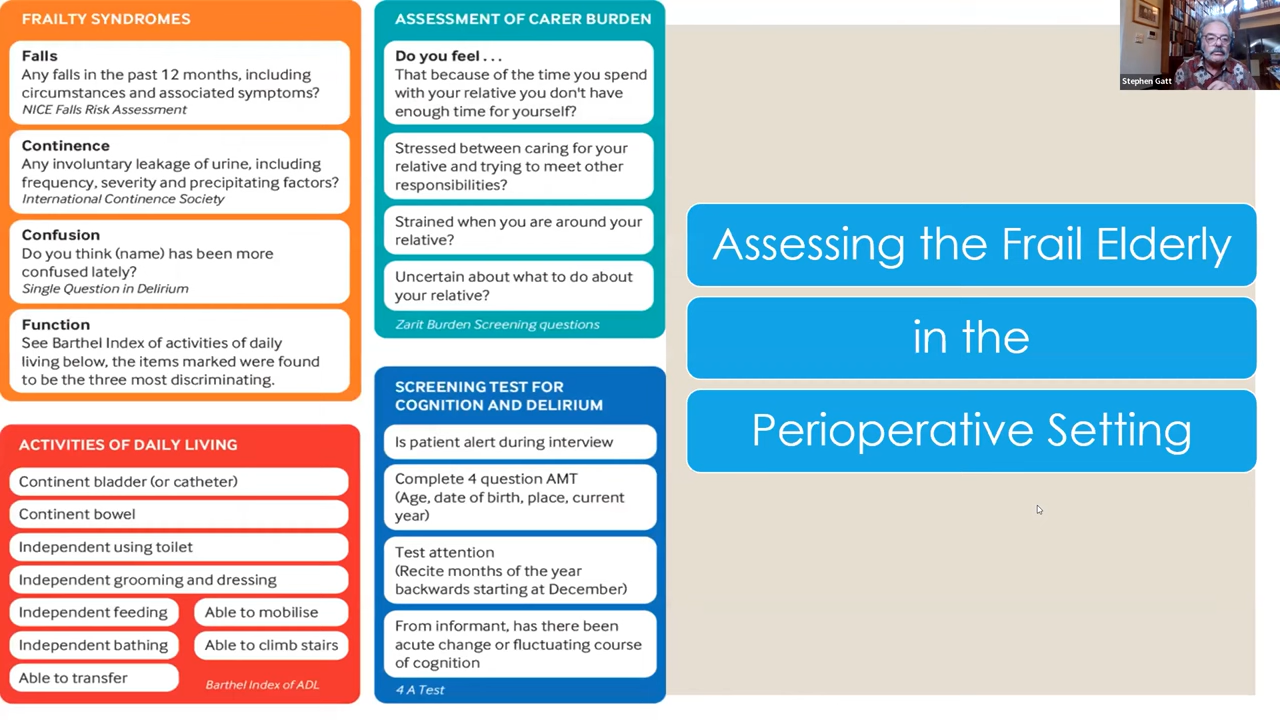 FRAILTY SYNDROMES
Falls
Any falls in the past 12 months, including
circumstances and associated symptoms?
NICE Falls Risk Assessment
Continence
Any involuntary leakage of urine, including
frequency, severity and precipitating factors?
International Continence Society
Confusion
Do you think (name) has been more
confused lately?
Single Question in Delirium
Function
See Barthel Index of activities of daily
living below, the items marked were found
to be the three most discriminating.
ACTIVITIES OF DAILY LIVING
Continent bladder (or catheter)
Continent bowel
Independent using toilet
Independent grooming and dressing
Independent feeding
Able to mobilise
Independent bathing
Able to climb stairs
Able to transfer
Barthel Index of ADL
ASSESSMENT OF CARER BURDEN
Do you feel . . .
That because of the time you spend
with your relative you don't have
enough time for yourself?
Stressed between caring for your
relative and trying to meet other
responsibilities?
Strained when you are around your
relative?
Uncertain about what to do about
your relative?
Zarit Burden Screening questions
SCREENING TEST FOR
COGNITION AND DELIRIUM
Is patient alert during interview
Complete 4 question AMT
(Age, date of birth, place, current
year)
Test attention
(Recite months of the year
backwards starting at December)
From informant, has there been
acute change or fluctuating course
of cognition
4 A Test
Assessing the Frail Elderly
in the
Perioperative Setting
Stephen Gatt